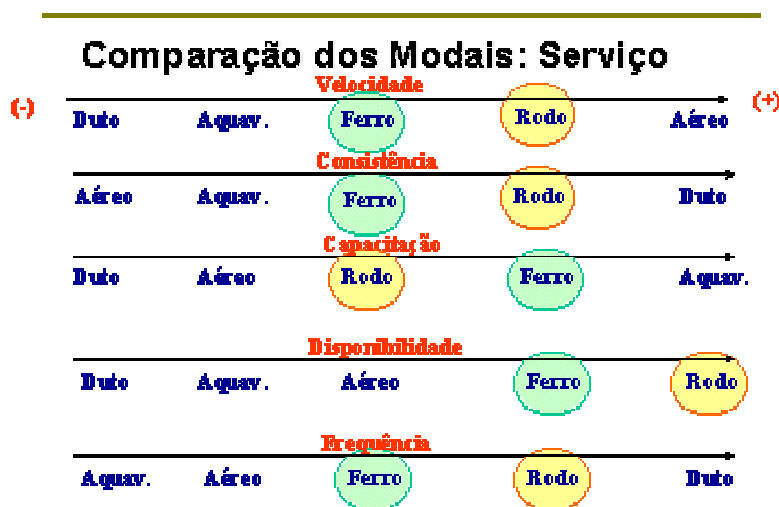 Comparação dos Modais: Serviço
Velocidade
(-) (+)
Duto Aquav. Ferro Rodo Aéreo
Consistência
Aéreo Aquav. Ferro Rodo Duto
Capacitação
Duto Aéreo Rodo Ferro Aquav.
Disponibilidade
Duto Aquav. Aéreo Ferro Rodo
Frequência
Aquav. Aéreo Ferro Rodo Duto